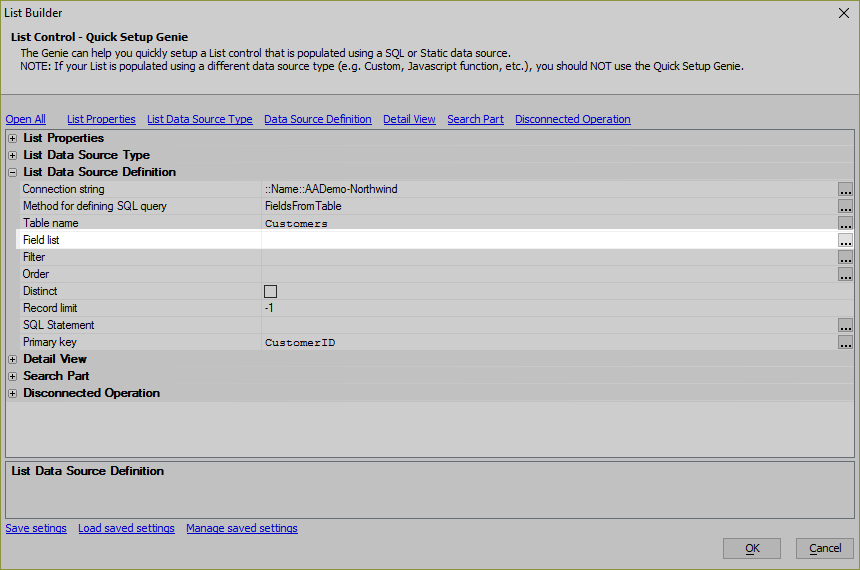 List Builder
List Control - Quick Setup Genie
The Genie can help you quickly setup a List control that is populated using a SQL or Static data source.
NOTE: If your List is populated using a different data source type (e.g. Custom, Javascript function, etc.), you should NOT use the Quick Setup Genie.
Open All List Properties List Data Source Type Data Source Definition Detail View Search Part Disconnected Operation
List Properties
List Data Source Type
List Data Source Definition
Connection string ::Name::AADemo-Northwind ...
Method for defining SQL query FieldsFromTable ...
Table name Customers ...
Field list ...
Filter ...
Order ...
Distinct
Record limit -1
SQL Statement ...
Primary key CustomerID ...
Detail View
Search Part
Disconnected Operation
List Data Source Definition
Save setings Load saved settings Manage saved settings
OK Cancel